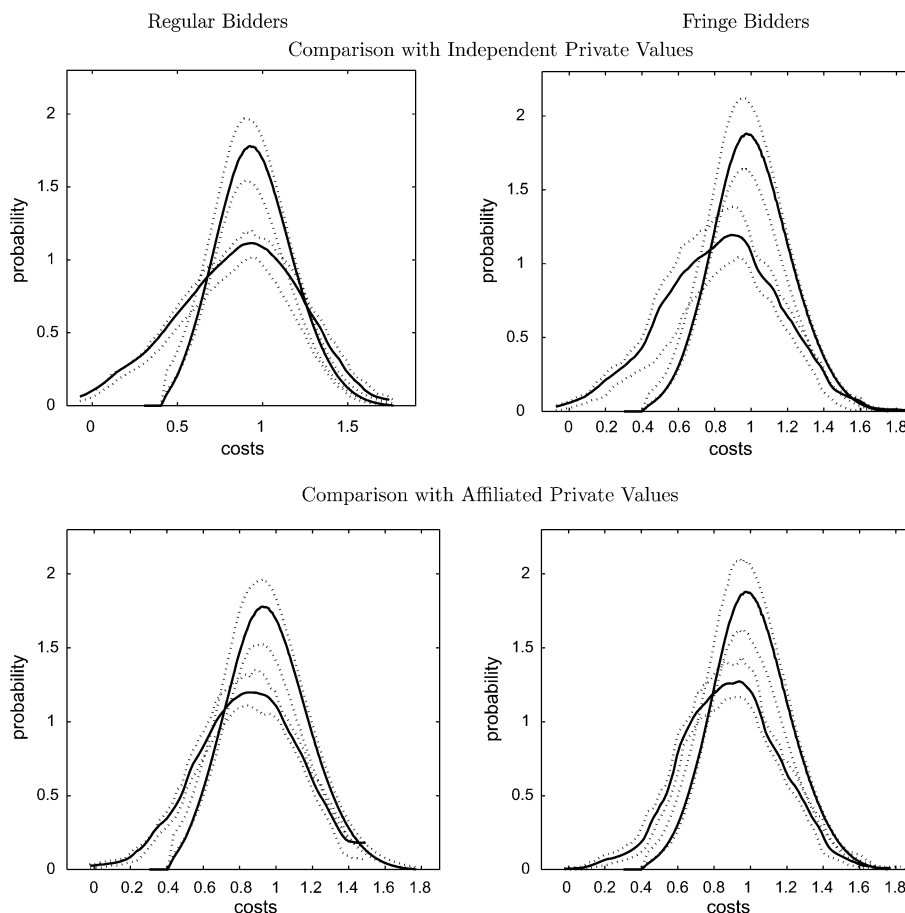 Regular Bidders
Fringe Bidders
Comparison with Independent Private Values
probability
2
1.5
1
0.5
0
0 0.5 1 1.5
costs
probability
2
1.5
1
0.5
0
0 0.2 0.4 0.6 0.8 1 1.2 1.4 1.6 1.8
costs
Comparison with Affiliated Private Values
probability
2
1.5
1
0.5
0
0 0.2 0.4 0.6 0.8 1 1.2 1.4 1.6 1.8
costs
probability
2
1.5
1
0.5
0
0 0.2 0.4 0.6 0.8 1 1.2 1.4 1.6 1.8
costs